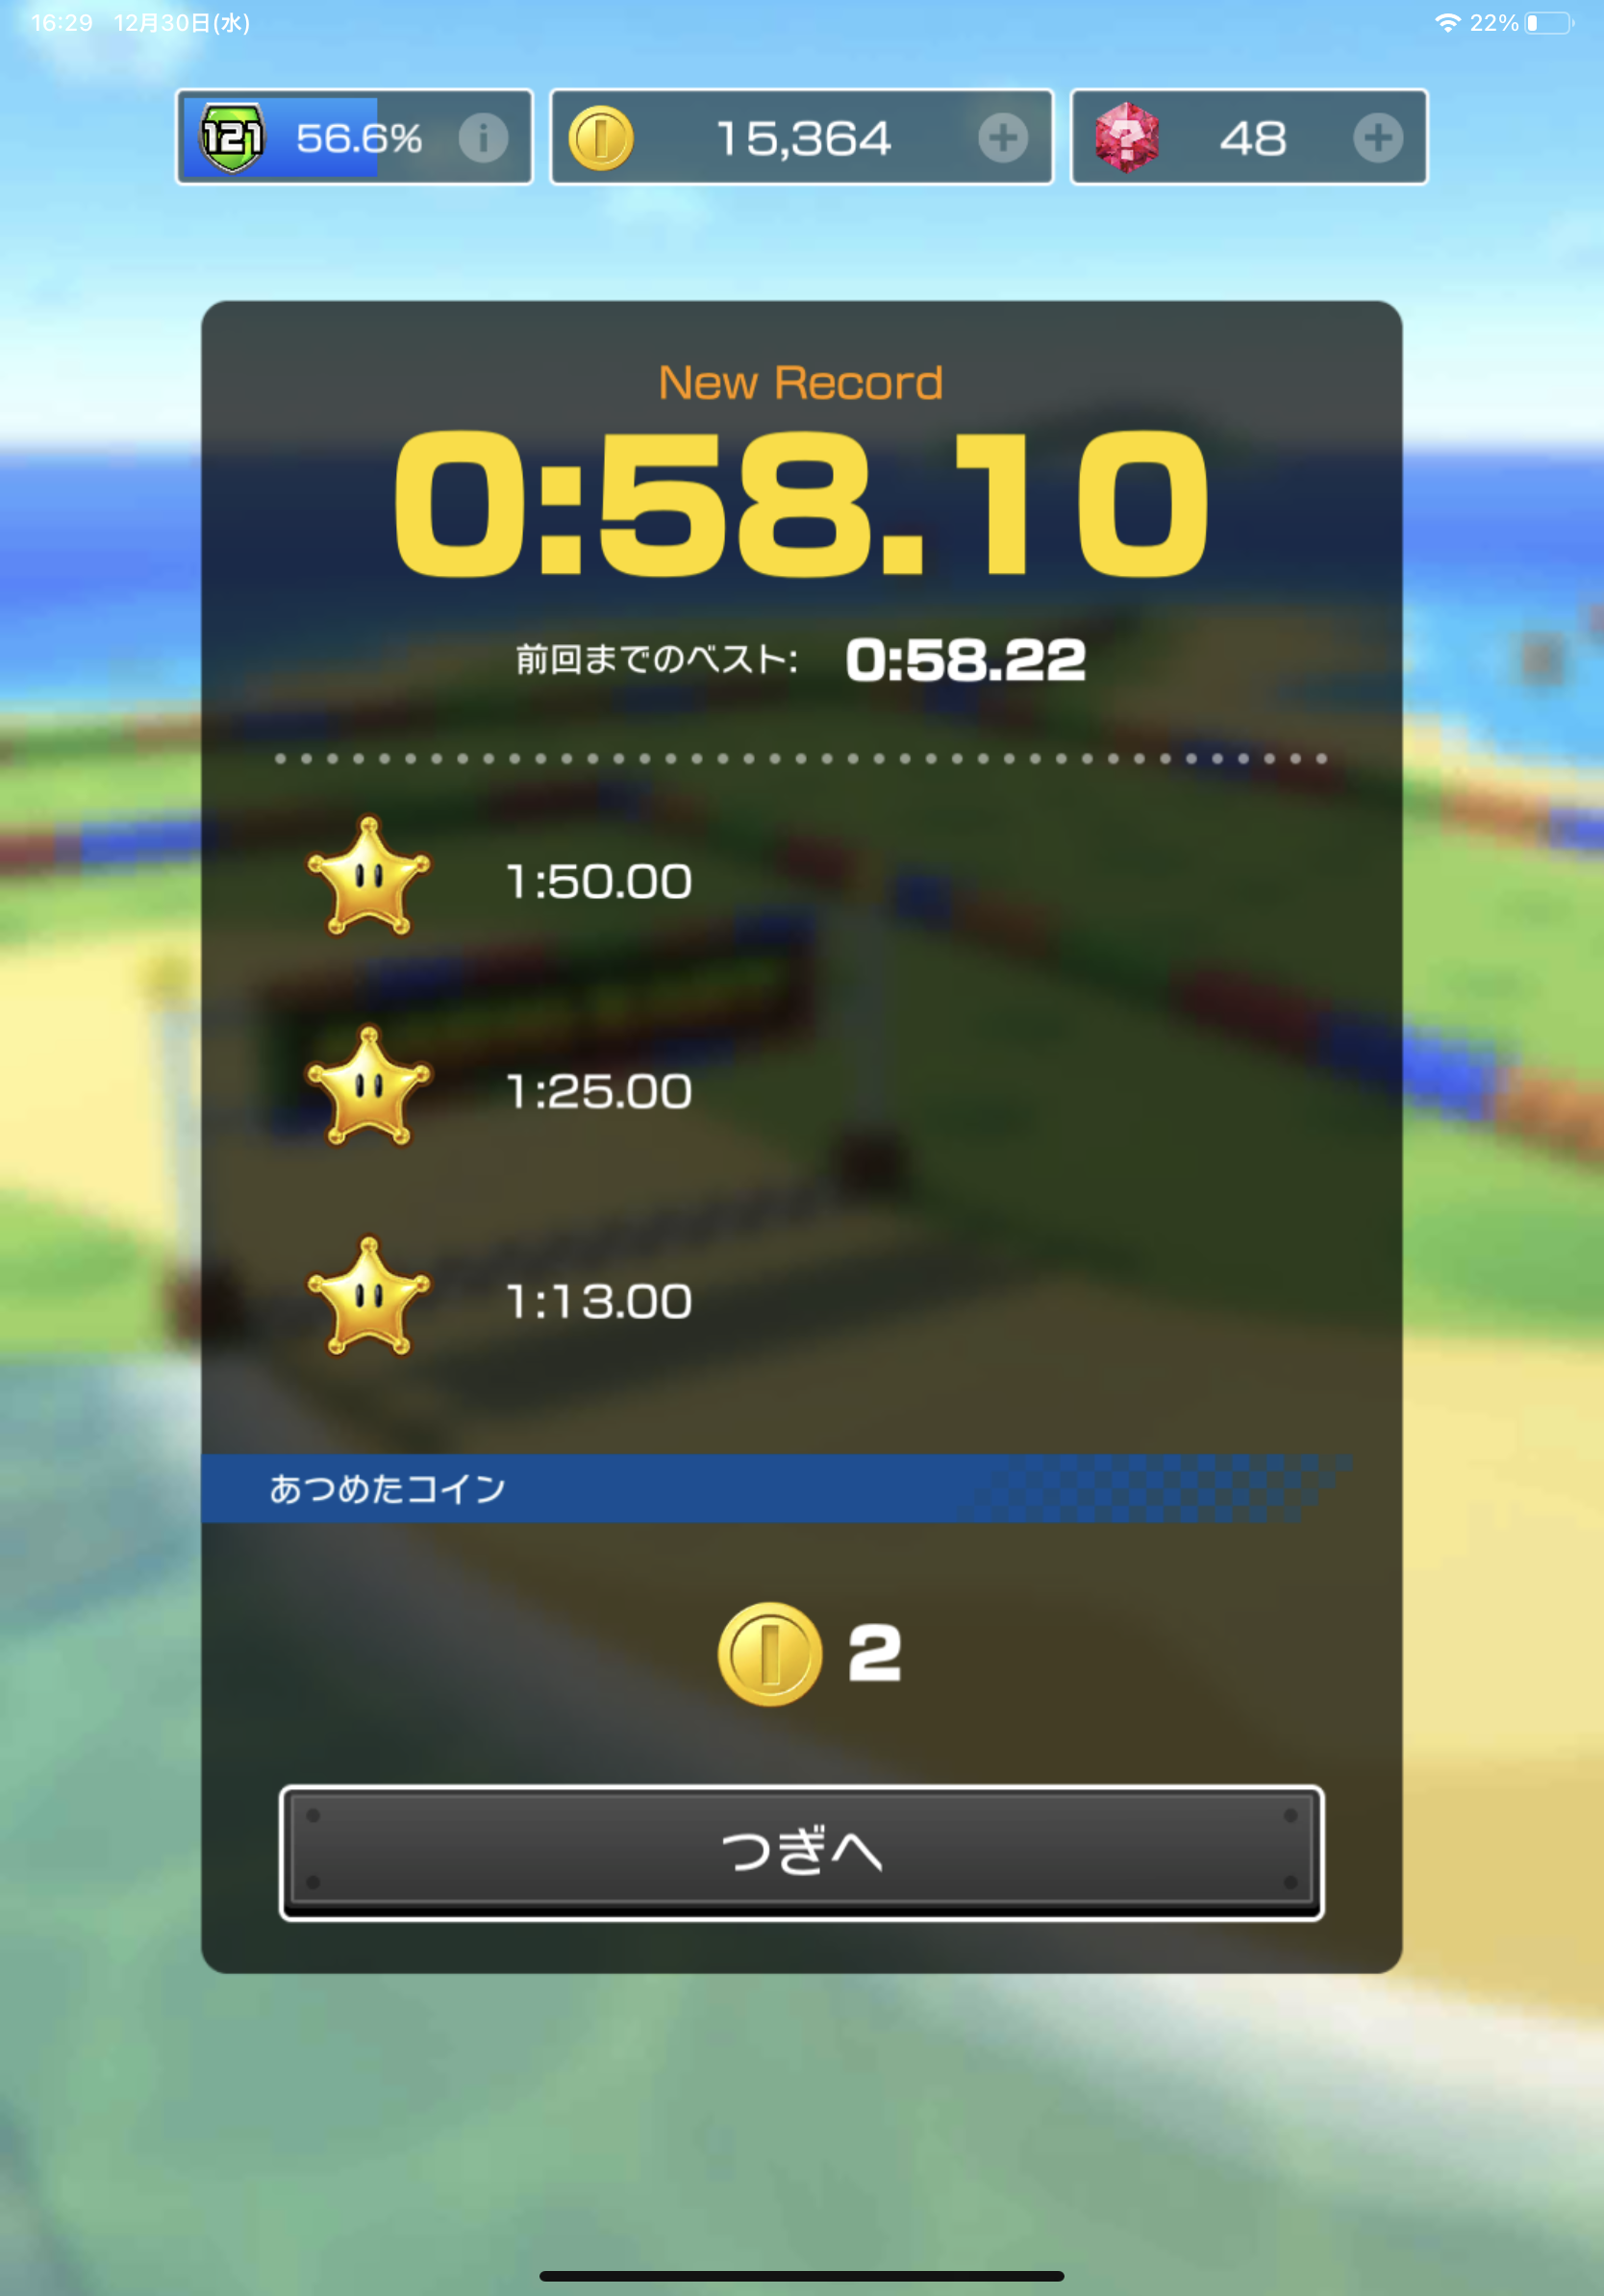 16:29 12月30日(水)
22%
121 56.6% i
15,364 +
? 48 +
New Record
0:58.10
前回までのベスト: 0:58.22
1:50.00
1:25.00
1:13.00
あつめたコイン
2
つぎへ